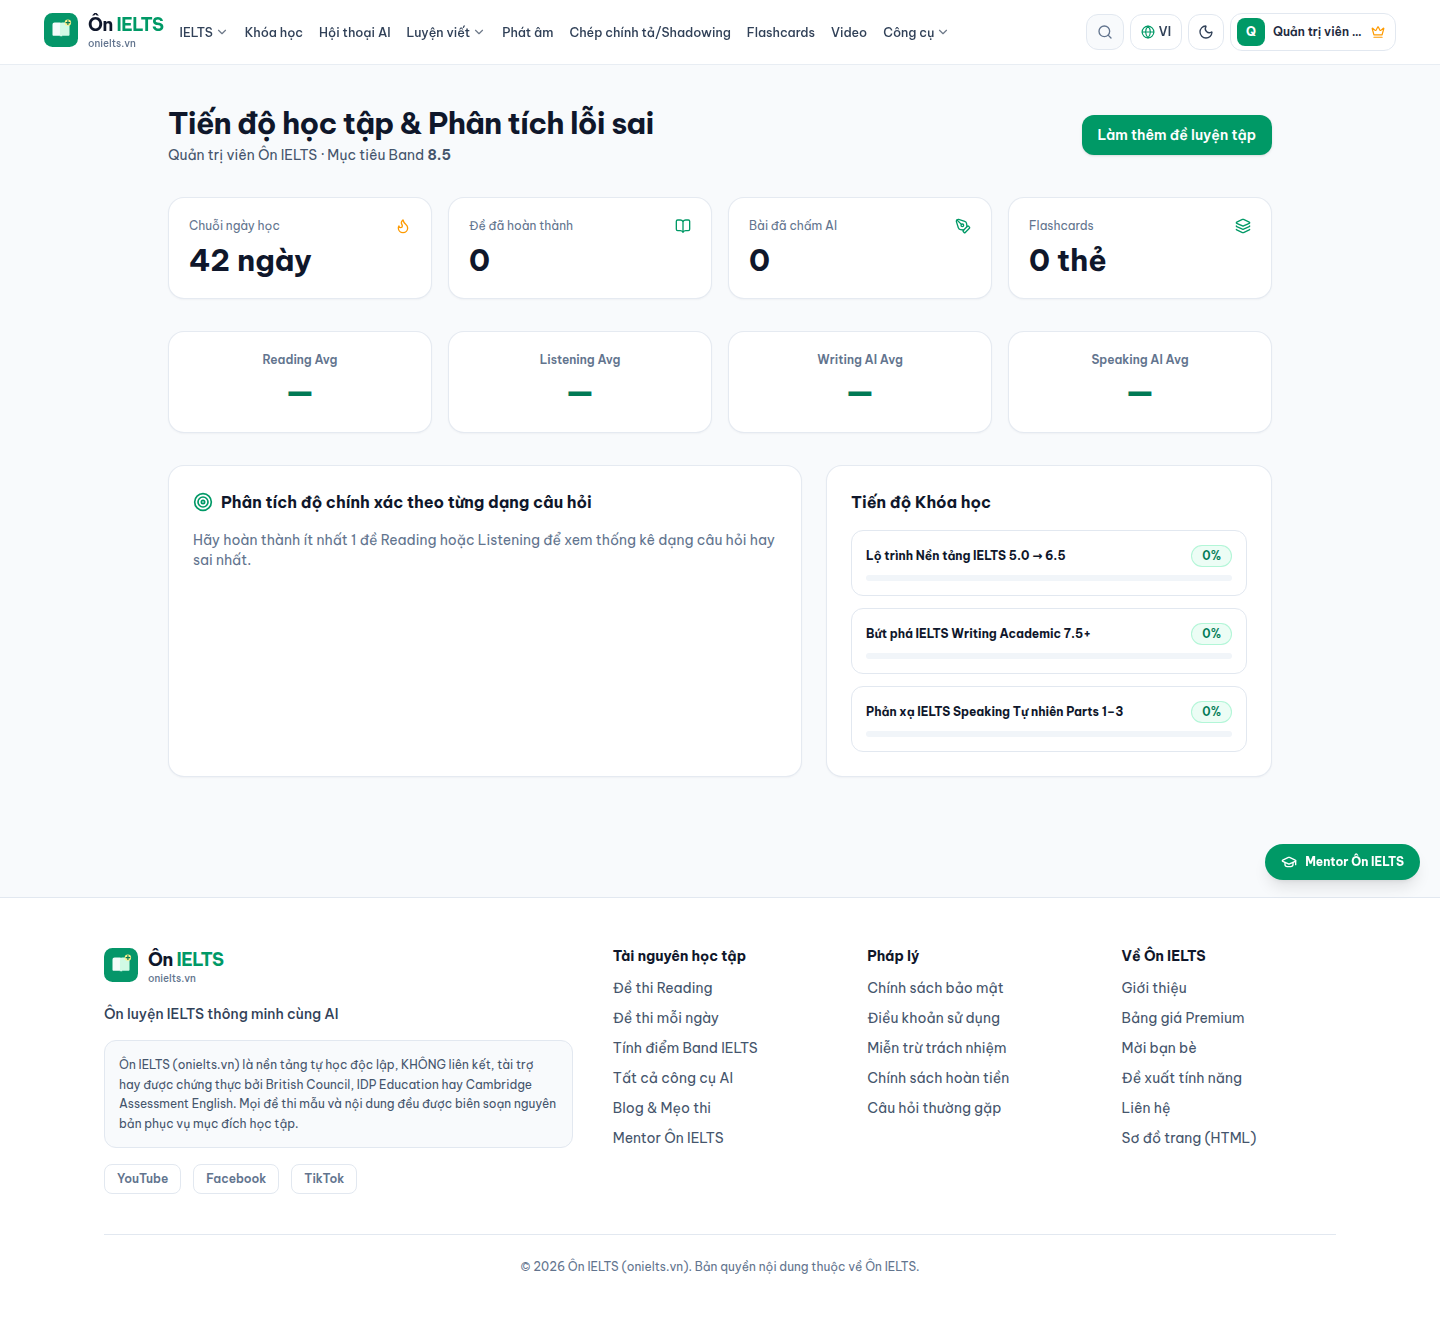 Ôn IELTS
onielts.vn
IELTS
Khóa học
Hội thoại AI
Luyện viết
Phát âm
Chép chính tả/Shadowing
Flashcards
Video
Công cụ
VI
Q
Quản trị viên ...
Tiến độ học tập & Phân tích lỗi sai
Quản trị viên Ôn IELTS · Mục tiêu Band 8.5
Làm thêm đề luyện tập
Chuỗi ngày học
42 ngày
Đề đã hoàn thành
0
Bài đã chấm AI
0
Flashcards
0 thẻ
Reading Avg
—
Listening Avg
—
Writing AI Avg
—
Speaking AI Avg
—
Phân tích độ chính xác theo từng dạng câu hỏi
Hãy hoàn thành ít nhất 1 đề Reading hoặc Listening để xem thống kê dạng câu hỏi hay
sai nhất.
Tiến độ Khóa học
Lộ trình Nền tảng IELTS 5.0 → 6.5
0%
Bứt phá IELTS Writing Academic 7.5+
0%
Phản xạ IELTS Speaking Tự nhiên Parts 1–3
0%
Mentor Ôn IELTS
Ôn IELTS
onielts.vn
Ôn luyện IELTS thông minh cùng AI
Ôn IELTS (onielts.vn) là nền tảng tự học độc lập, KHÔNG liên kết, tài trợ
hay được chứng thực bởi British Council, IDP Education hay Cambridge
Assessment English. Mọi đề thi mẫu và nội dung đều được biên soạn nguyên
bản phục vụ mục đích học tập.
YouTube
Facebook
TikTok
Tài nguyên học tập
Đề thi Reading
Đề thi mỗi ngày
Tính điểm Band IELTS
Tất cả công cụ AI
Blog & Mẹo thi
Mentor Ôn IELTS
Pháp lý
Chính sách bảo mật
Điều khoản sử dụng
Miễn trừ trách nhiệm
Chính sách hoàn tiền
Câu hỏi thường gặp
Về Ôn IELTS
Giới thiệu
Bảng giá Premium
Mời bạn bè
Đề xuất tính năng
Liên hệ
Sơ đồ trang (HTML)
© 2026 Ôn IELTS (onielts.vn). Bản quyền nội dung thuộc về Ôn IELTS.